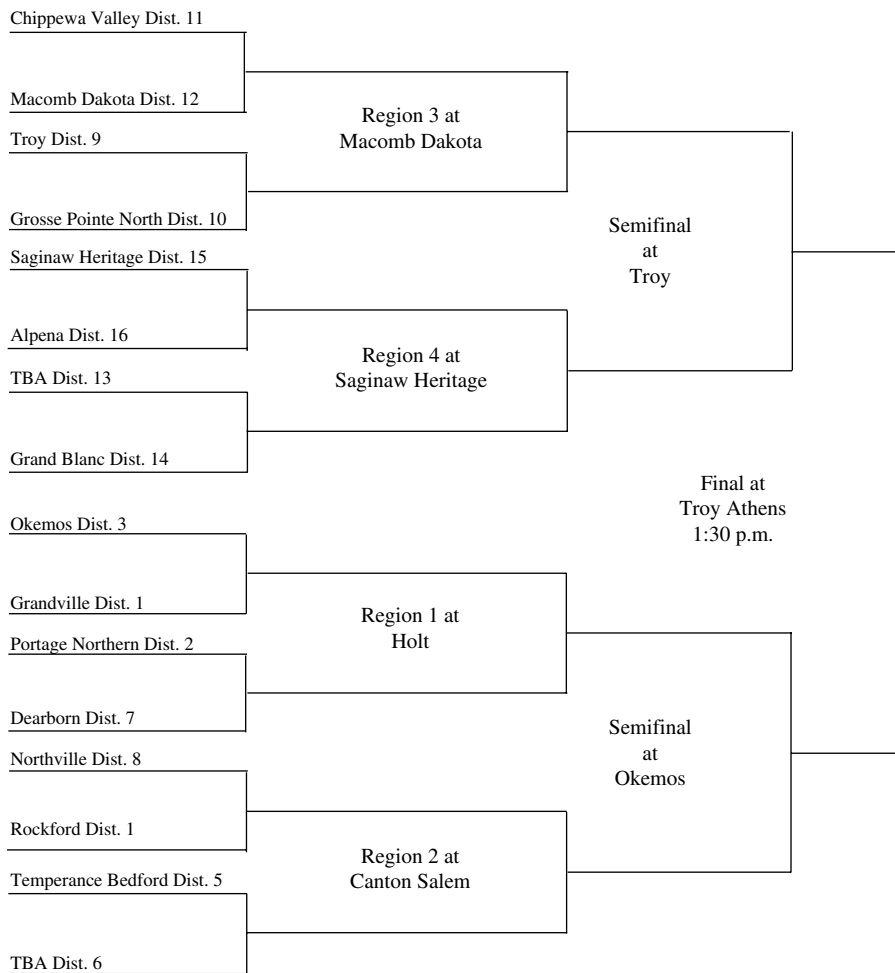 Chippewa Valley Dist. 11
Macomb Dakota Dist. 12
Troy Dist. 9
Grosse Pointe North Dist. 10
Saginaw Heritage Dist. 15
Alpena Dist. 16
TBA Dist. 13
Grand Blanc Dist. 14
Okemos Dist. 3
Grandville Dist. 1
Portage Northern Dist. 2
Dearborn Dist. 7
Northville Dist. 8
Rockford Dist. 1
Temperance Bedford Dist. 5
TBA Dist. 6
Region 3 at
Macomb Dakota
Region 4 at
Saginaw Heritage
Region 1 at
Holt
Region 2 at
Canton Salem
Semifinal
at
Troy
Semifinal
at
Okemos
Final at
Troy Athens
1:30 p.m.